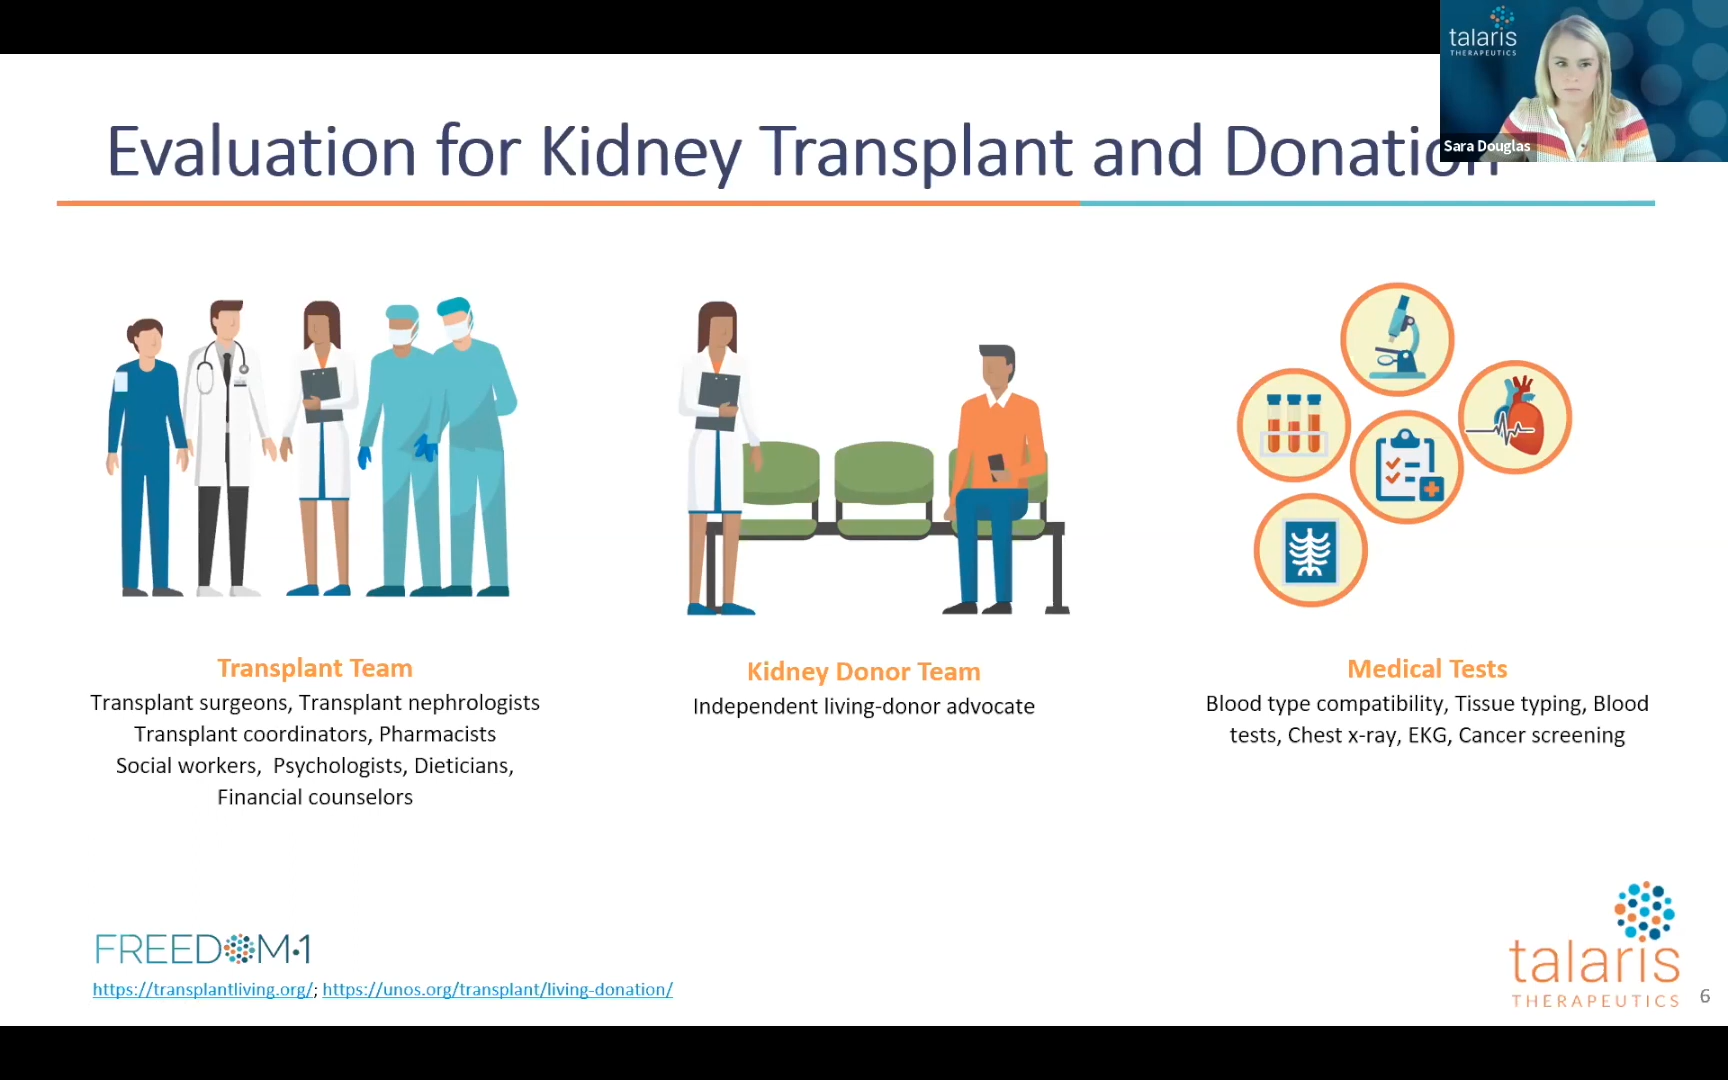 talaris
THERAPEUTICS
Sara Douglas
Evaluation for Kidney Transplant and Donation
Transplant Team
Transplant surgeons, Transplant nephrologists
Transplant coordinators, Pharmacists
Social workers,  Psychologists, Dieticians,
Financial counselors
Kidney Donor Team
Independent living-donor advocate
Medical Tests
Blood type compatibility, Tissue typing, Blood
tests, Chest x-ray, EKG, Cancer screening
FREEDOM·1
https://transplantliving.org/; https://unos.org/transplant/living-donation/
talaris
THERAPEUTICS
6